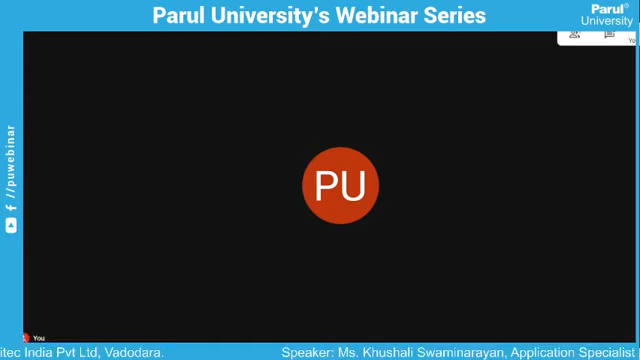 Parul University's Webinar Series
Parul®
University
//puwebinar
PU
You
itec India Pvt Ltd, Vadodara.
Speaker: Ms. Khushali Swaminarayan, Application Specialist